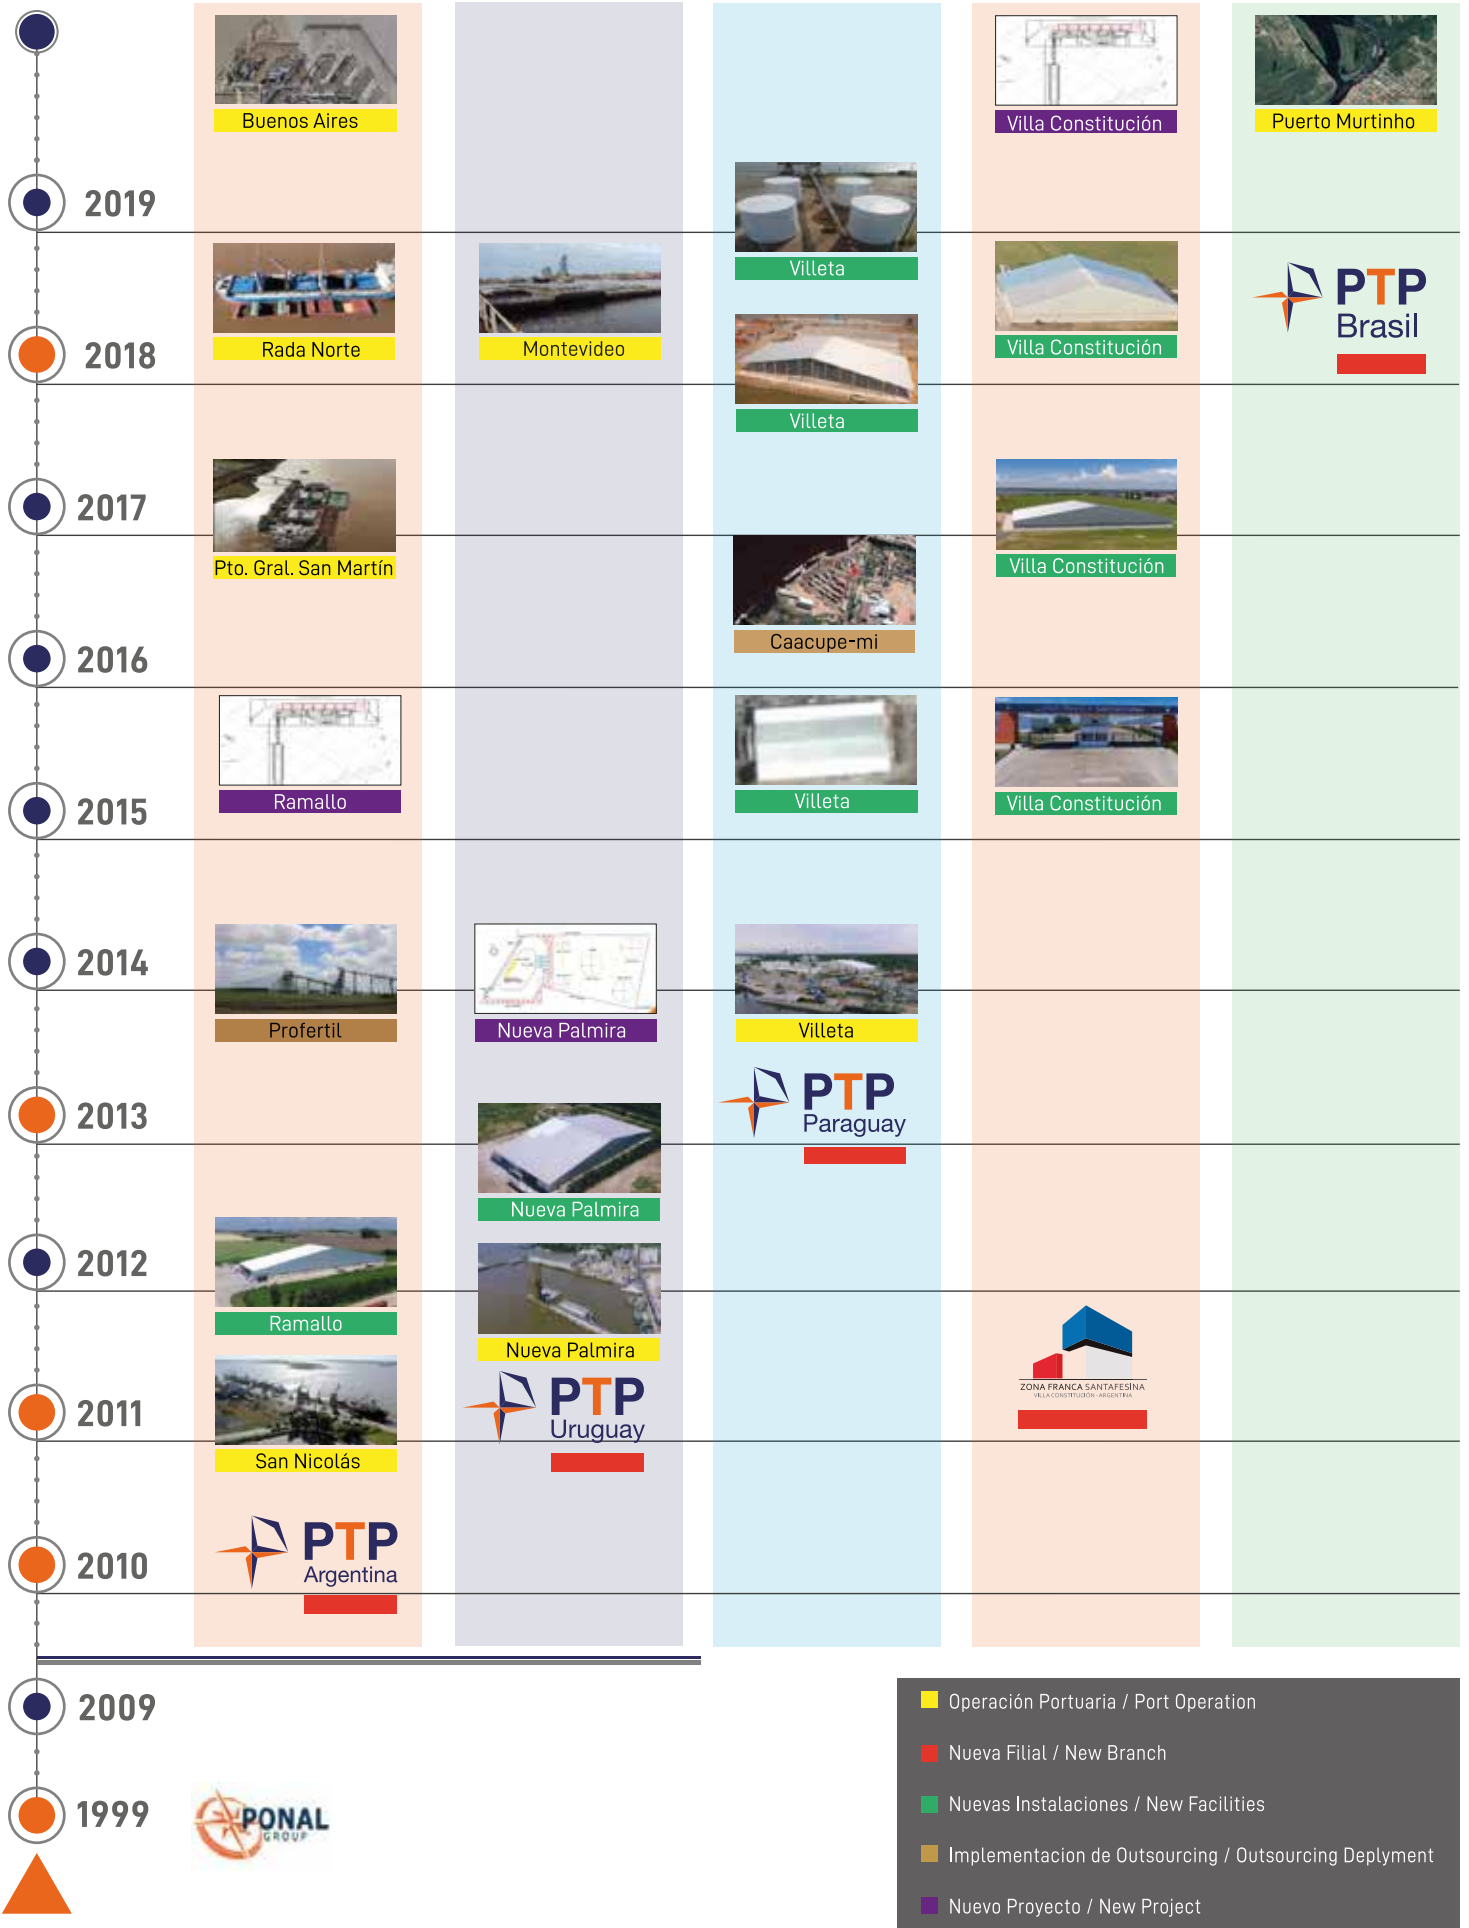 Buenos Aires
Villa Constitución
Puerto Murtinho
2019
Villeta
Rada Norte
Montevideo
Villa Constitución
PTP
Brasil
2018
Villeta
2017
Pto. Gral. San Martín
Villa Constitución
Caacupe-mi
2016
Ramallo
Villeta
Villa Constitución
2015
2014
Profertil
Nueva Palmira
Villeta
PTP
Paraguay
2013
Nueva Palmira
2012
Ramallo
Nueva Palmira
ZONA FRANCA SANTAFESINA
VILLA CONSTITUCIÓN - ARGENTINA
PTP
Uruguay
2011
San Nicolás
PTP
Argentina
2010
2009
1999
PONAL
GROUP
Operación Portuaria / Port Operation
Nueva Filial / New Branch
Nuevas Instalaciones / New Facilities
Implementacion de Outsourcing / Outsourcing Deplyment
Nuevo Proyecto / New Project